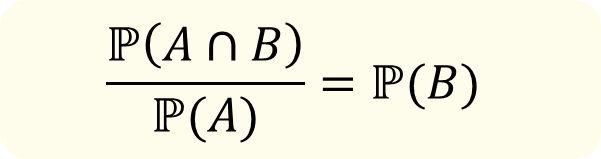 ℙ(A ∩ B)
ℙ(A)
= ℙ(B)